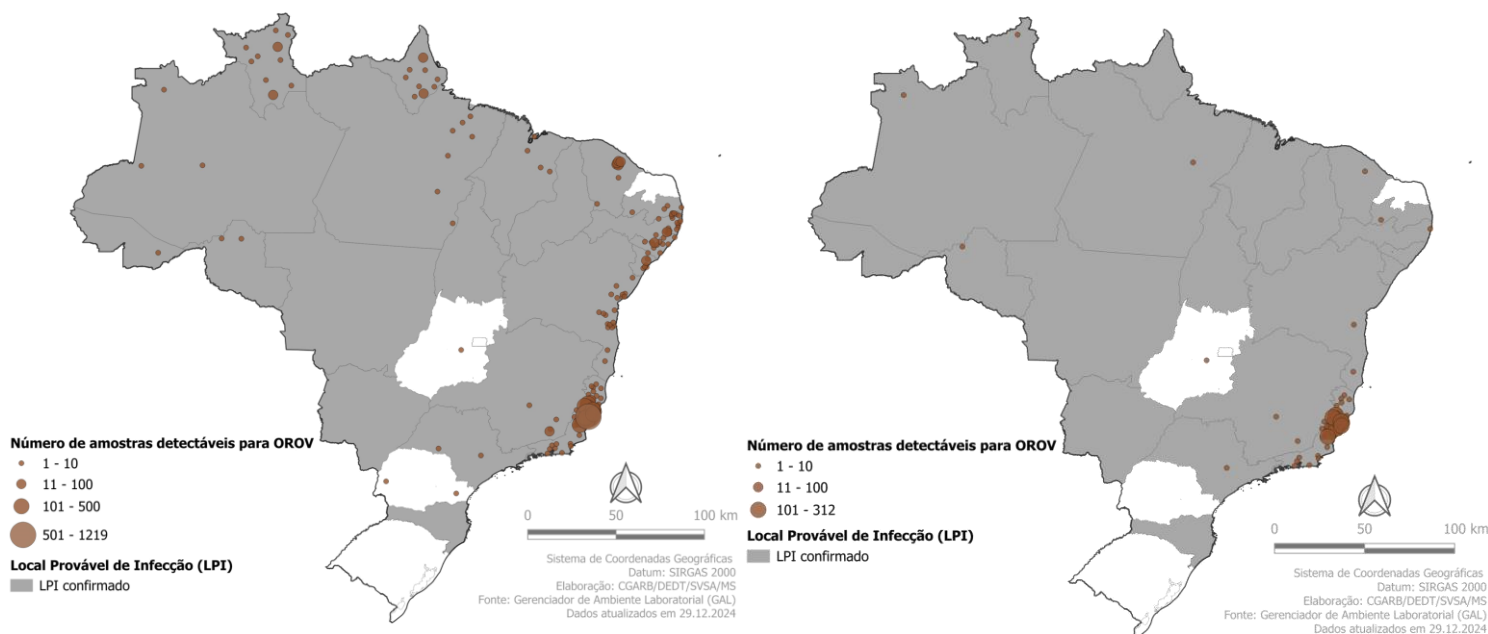 Número de amostras detectáveis para OROV
1 - 10
11 - 100
101 - 500
501 - 1219
Local Provável de Infecção (LPI)
LPI confirmado
0 50 100 km
Sistema de Coordenadas Geográficas
Datum: SIRGAS 2000
Elaboração: CGARB/DEDT/SVSA/MS
Fonte: Gerenciador de Ambiente Laboratorial (GAL)
Dados atualizados em 29.12.2024
Número de amostras detectáveis para OROV
1 - 10
11 - 100
101 - 312
Local Provável de Infecção (LPI)
LPI confirmado
0 50 100 km
Sistema de Coordenadas Geográficas
Datum: SIRGAS 2000
Elaboração: CGARB/DEDT/SVSA/MS
Fonte: Gerenciador de Ambiente Laboratorial (GAL)
Dados atualizados em 29.12.2024